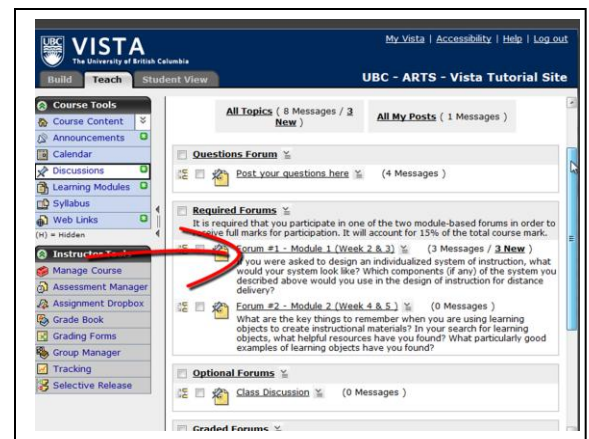 My Vista | Accessibility | Help | Log out
UBC
VISTA
The University of British Columbia
Build Teach Student View
UBC - ARTS - Vista Tutorial Site
Course Tools
Course Content
Announcements
Calendar
Discussions
Learning Modules
Syllabus
Web Links
(H) = Hidden
Instructor Tools
Manage Course
Assessment Manager
Assignment Dropbox
Grade Book
Grading Forms
Group Manager
Tracking
Selective Release
All Topics ( 8 Messages / 3
New )
All My Posts ( 1 Messages )
Questions Forum
Post your questions here (4 Messages )
Required Forums
It is required that you participate in one of the two module-based forums in order to
receive full marks for participation. It will account for 15% of the total course mark.
Forum #1 - Module 1 (Week 2 & 3) (3 Messages / 3 New )
If you were asked to design an individualized system of instruction, what
would your system look like? Which components (if any) of the system you
described above would you use in the design of instruction for distance
delivery?
Forum #2 - Module 2 (Week 4 & 5 ) (0 Messages )
What are the key things to remember when you are using learning
objects to create instructional materials? In your search for learning
objects, what helpful resources have you found? What particularly good
examples of learning objects have you found?
Optional Forums
Class Discussion (0 Messages )
Graded Forums